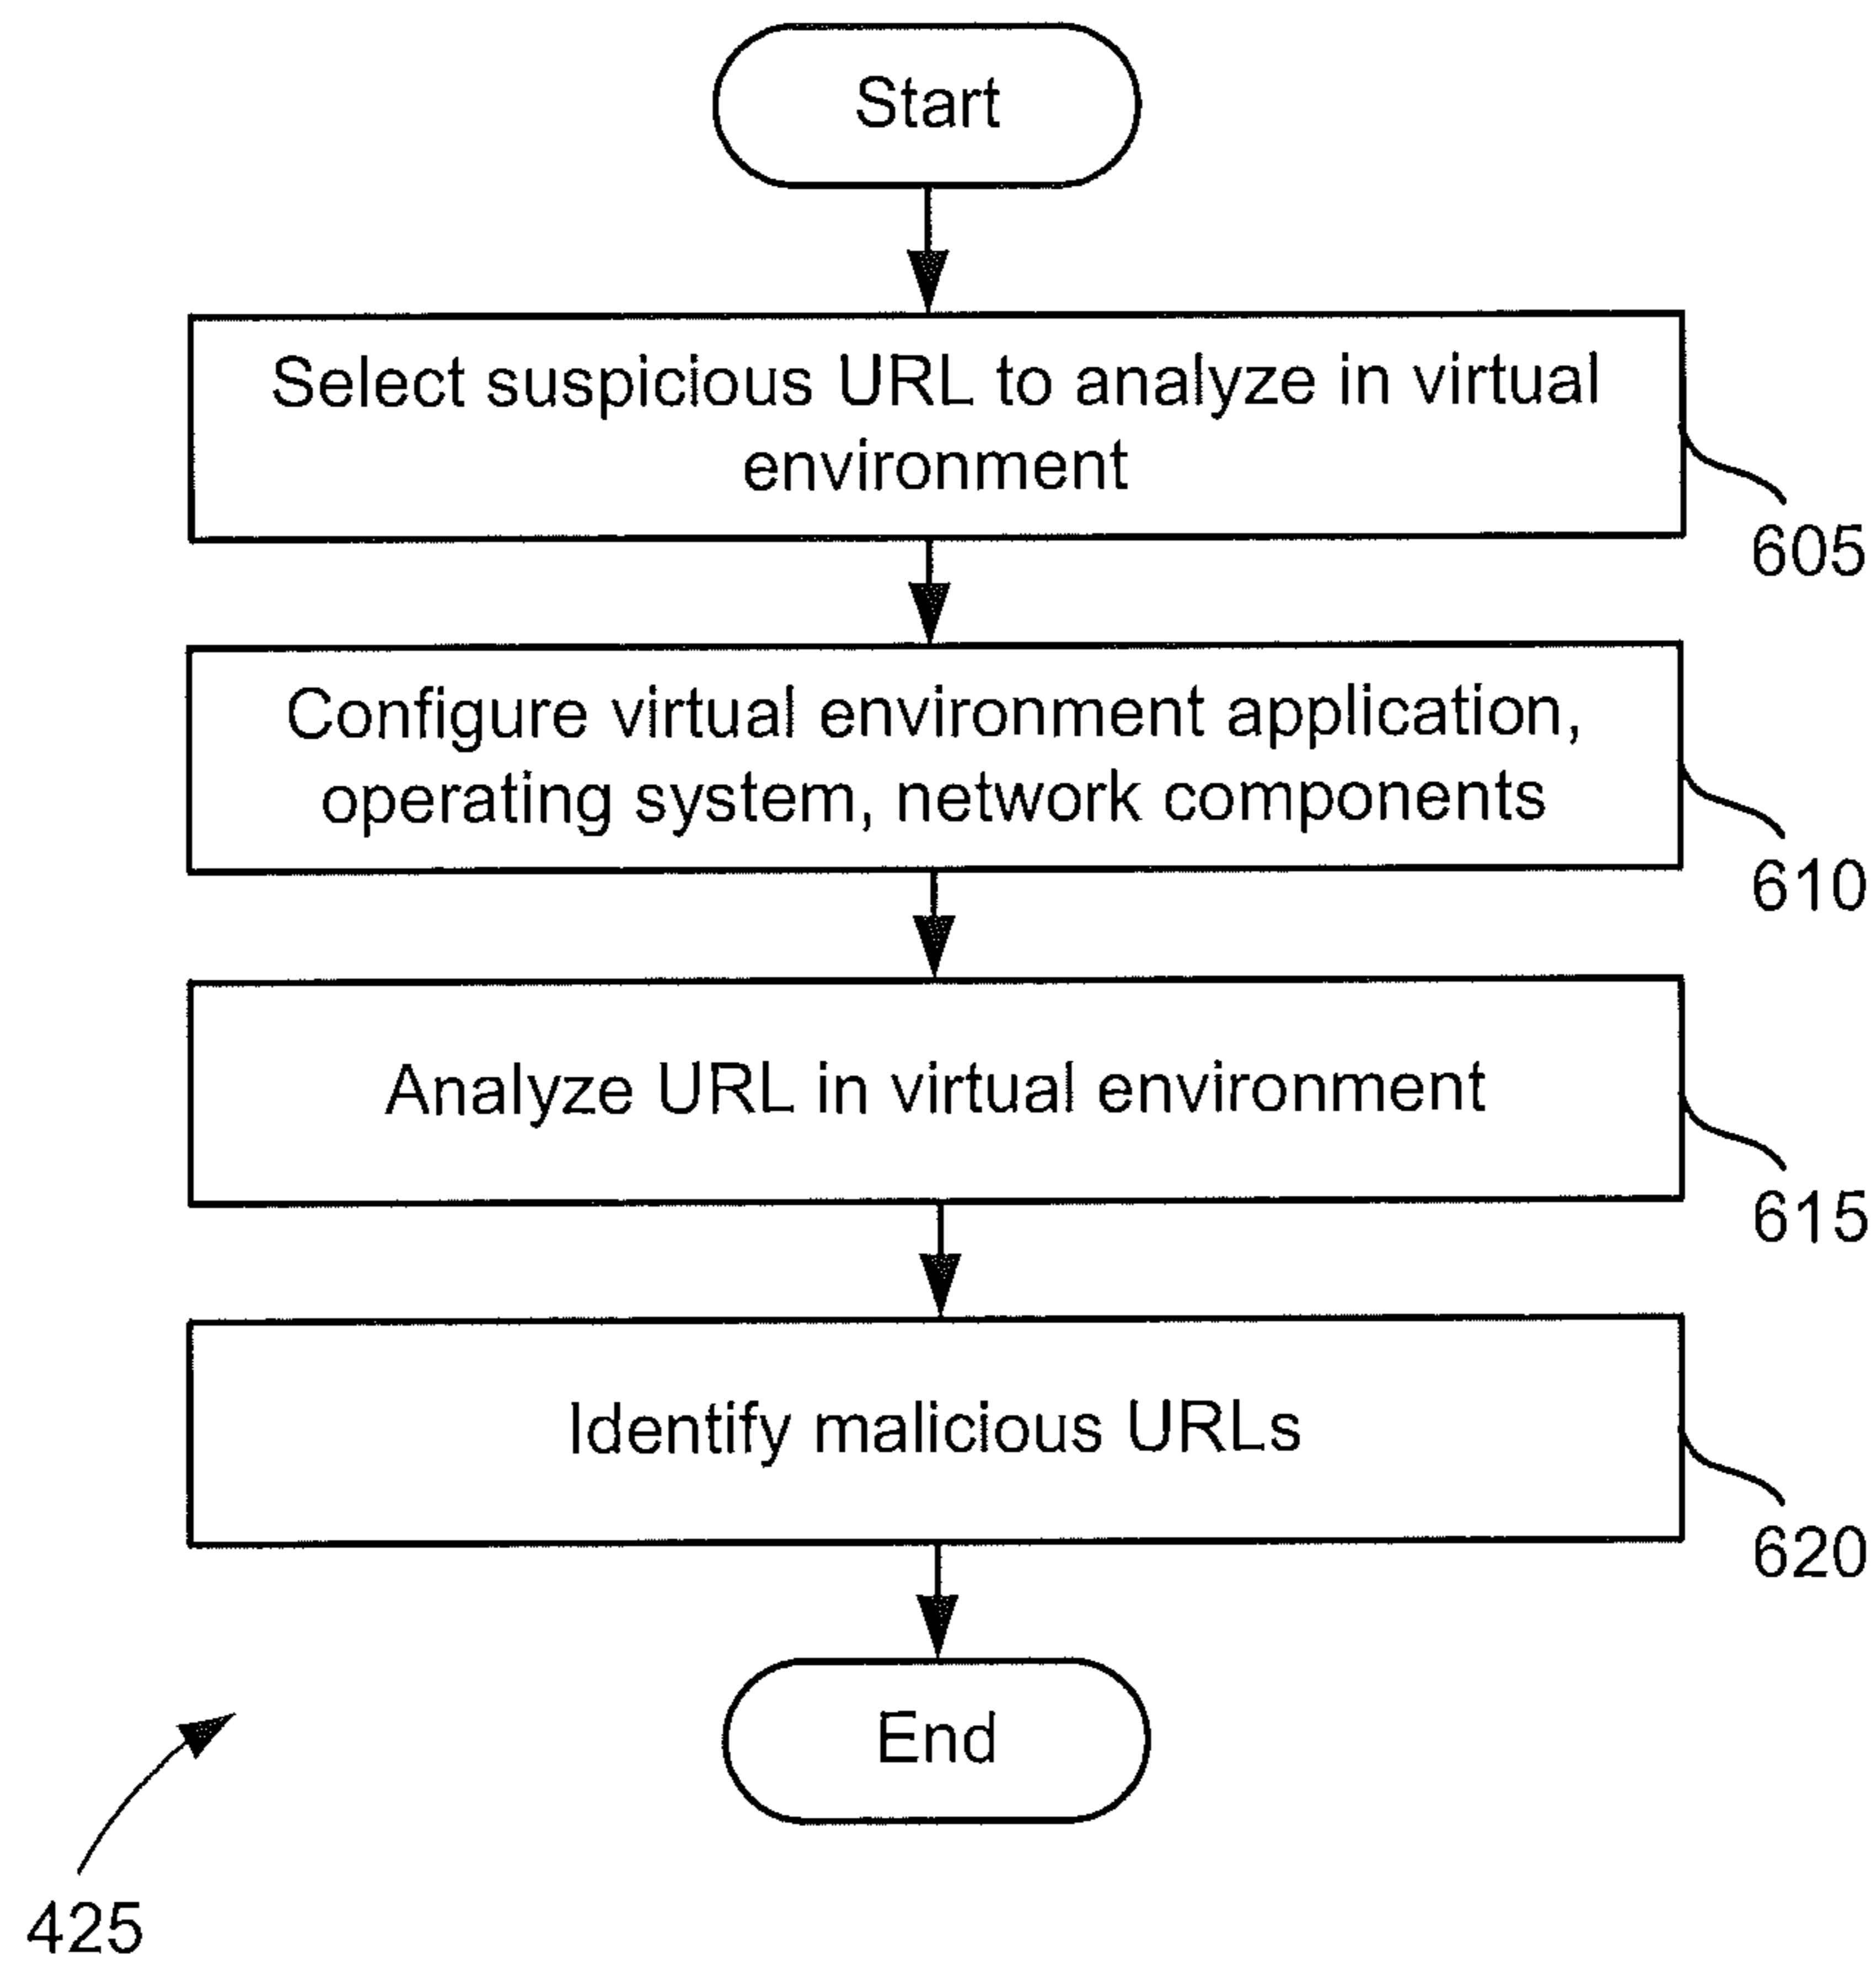 Start
Select suspicious URL to analyze in virtual
environment
605
Configure virtual environment application,
operating system, network components
610
Analyze URL in virtual environment
615
Identify malicious URLs
620
End
425